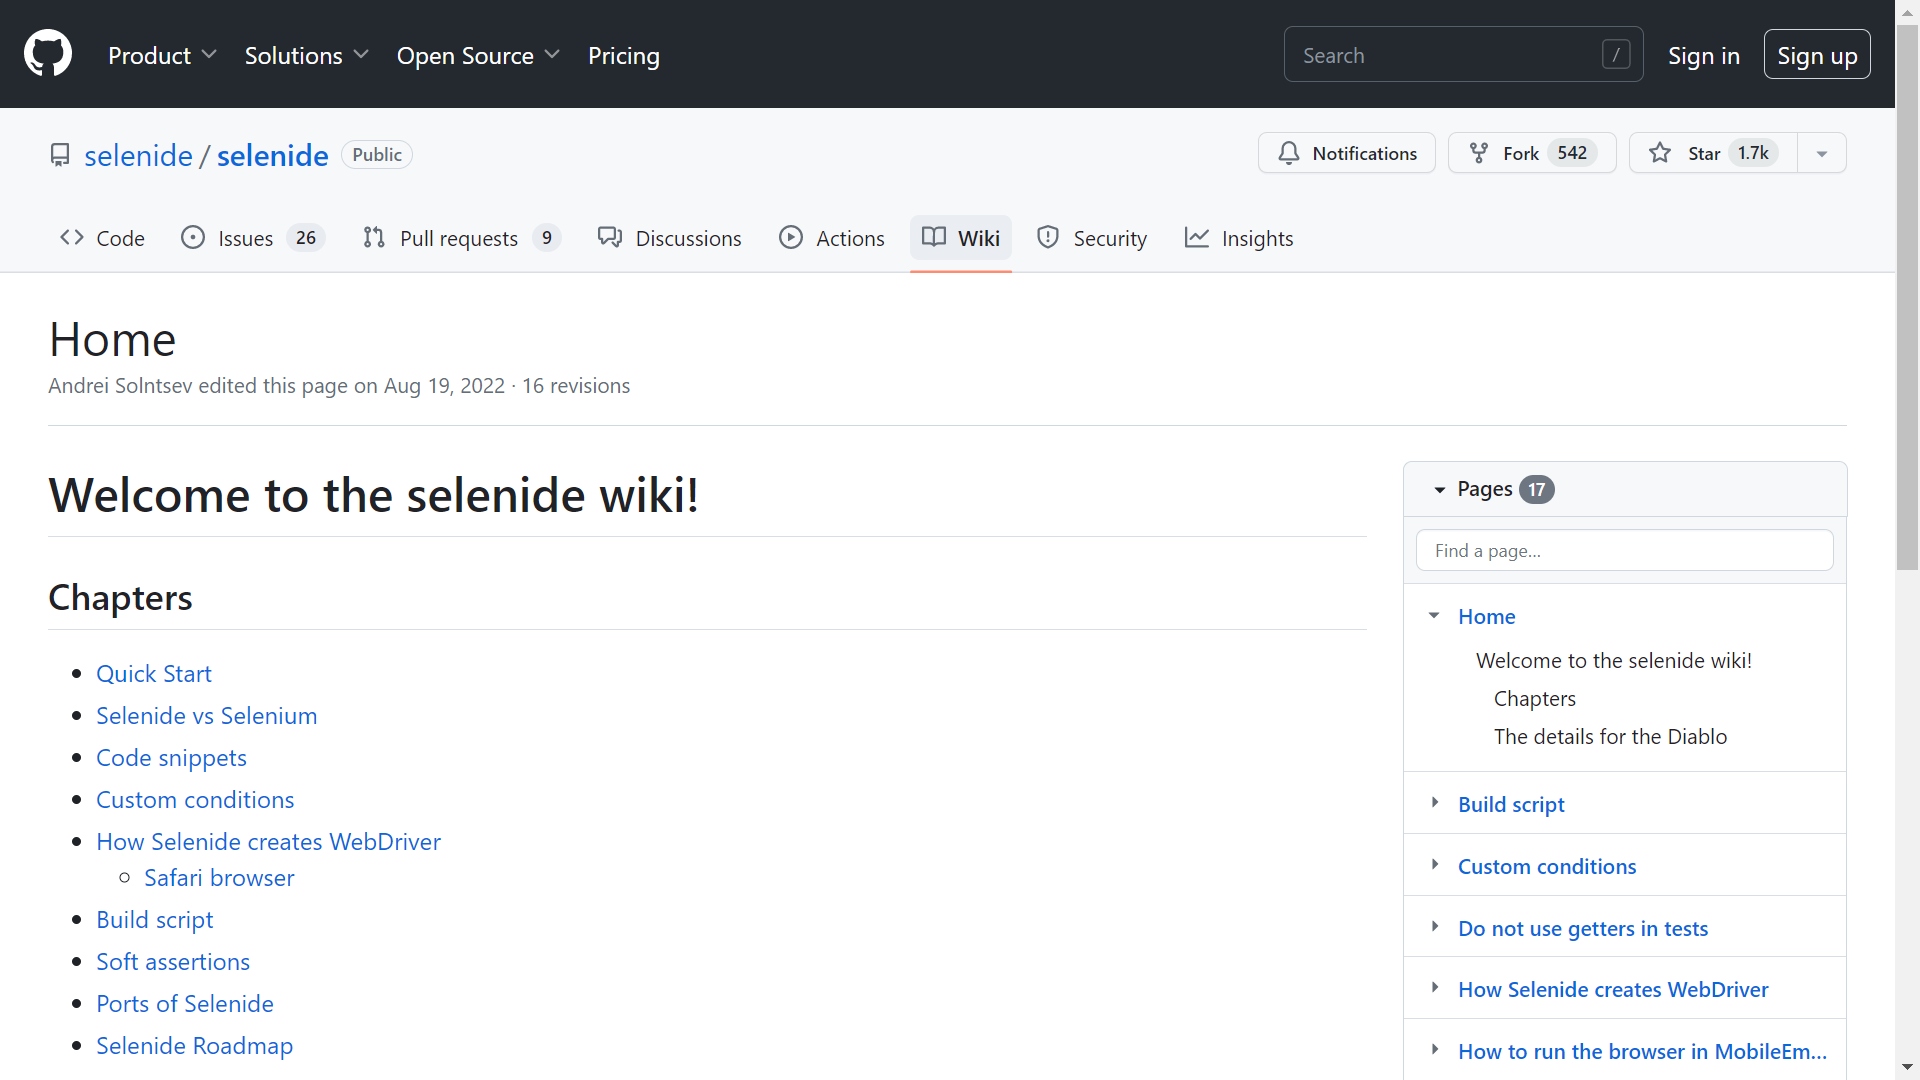 Product Solutions Open Source Pricing Search / Sign in Sign up
selenide / selenide Public Notifications Fork 542 Star 1.7k
Code Issues 26 Pull requests 9 Discussions Actions Wiki Security Insights
Home
Andrei Solntsev edited this page on Aug 19, 2022 · 16 revisions
Welcome to the selenide wiki!
Chapters
Quick Start
Selenide vs Selenium
Code snippets
Custom conditions
How Selenide creates WebDriver
Safari browser
Build script
Soft assertions
Ports of Selenide
Selenide Roadmap
Pages 17
Find a page...
Home
Welcome to the selenide wiki!
Chapters
The details for the Diablo
Build script
Custom conditions
Do not use getters in tests
How Selenide creates WebDriver
How to run the browser in MobileEm...